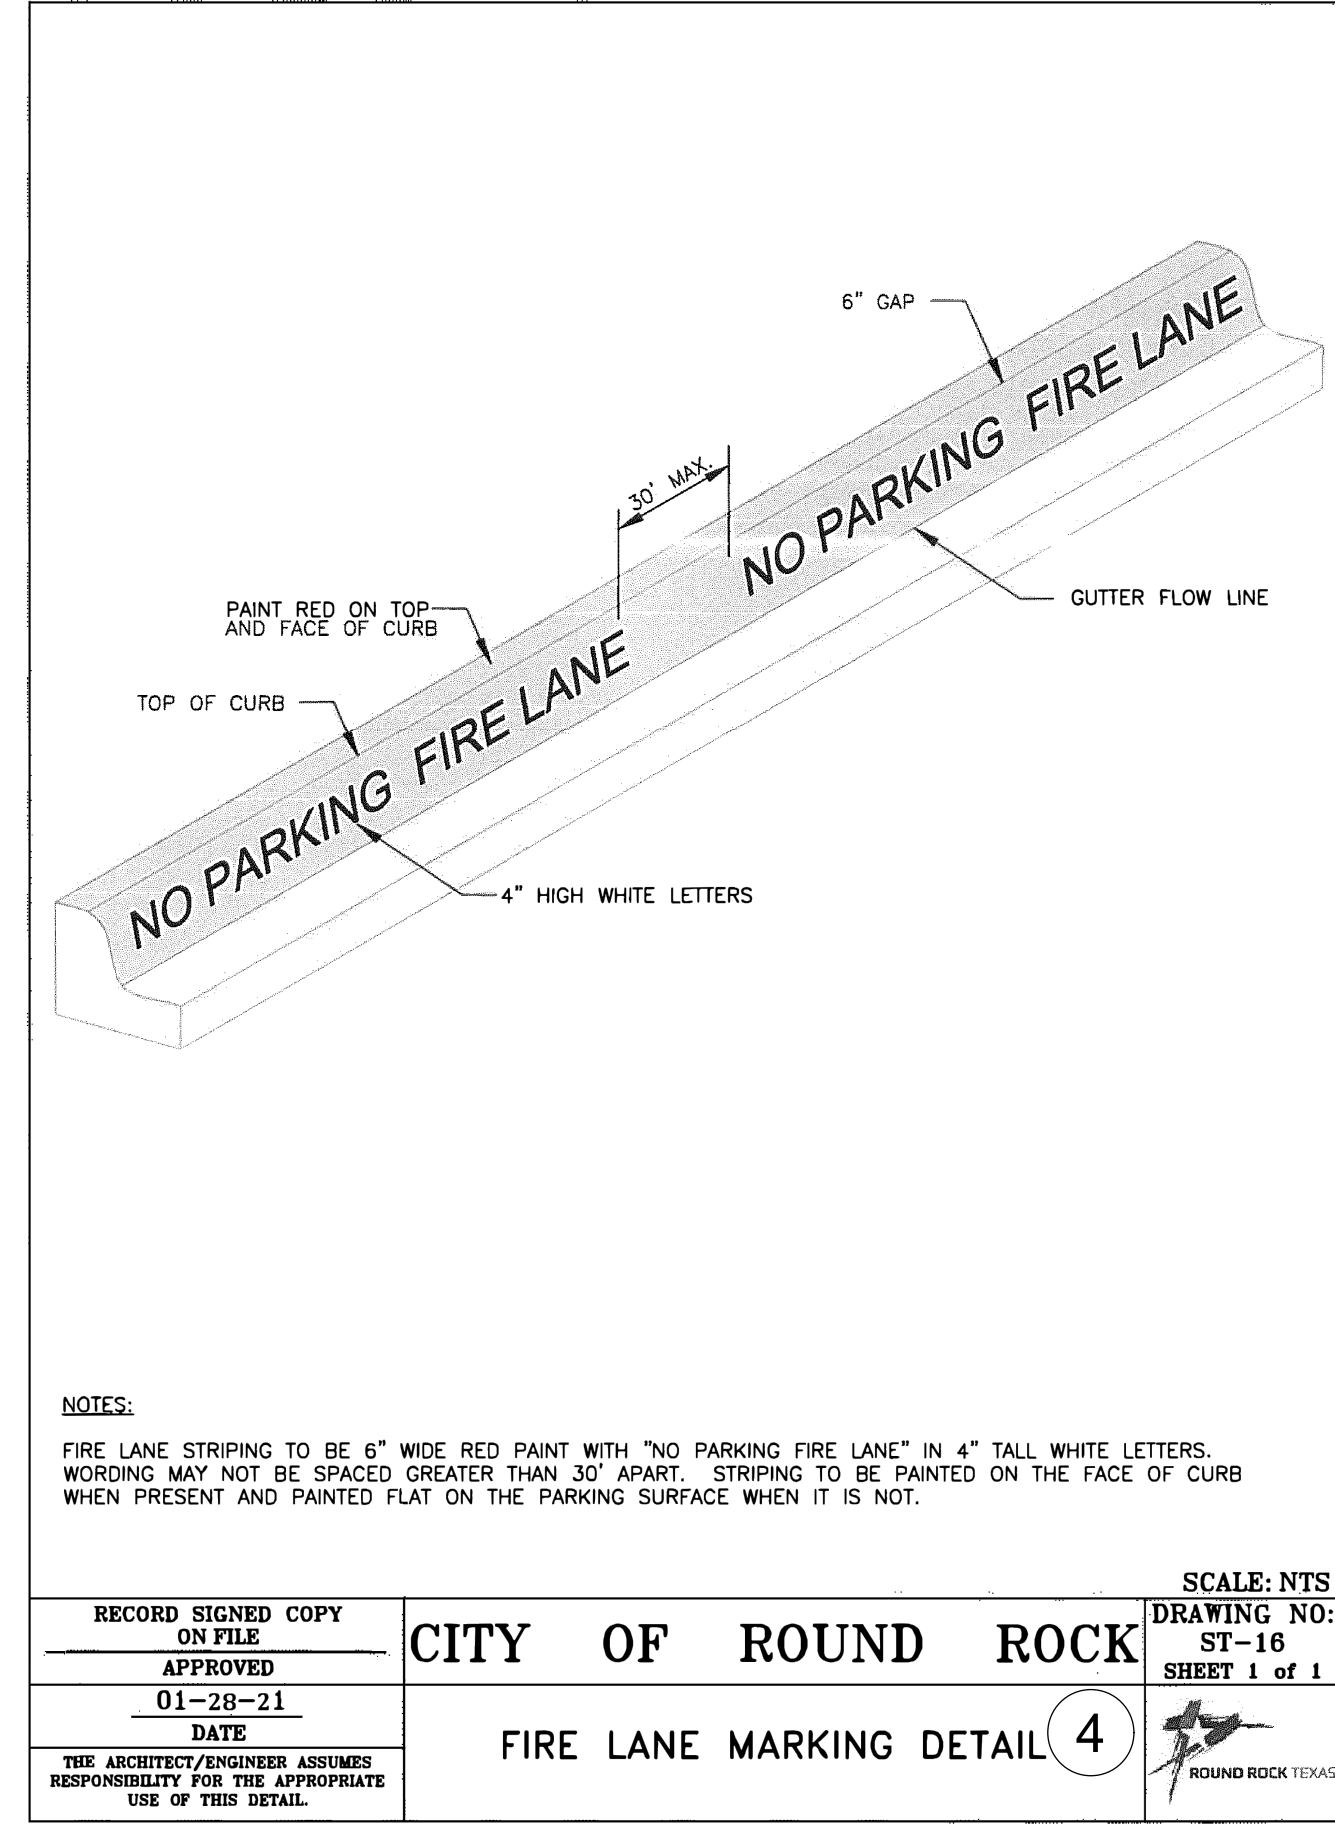 6" GAP
NO PARKING FIRE LANE
30' MAX.
GUTTER FLOW LINE
PAINT RED ON TOP
AND FACE OF CURB
TOP OF CURB
NO PARKING FIRE LANE
4" HIGH WHITE LETTERS
NOTES:
FIRE LANE STRIPING TO BE 6" WIDE RED PAINT WITH "NO PARKING FIRE LANE" IN 4" TALL WHITE LETTERS.
WORDING MAY NOT BE SPACED GREATER THAN 30' APART. STRIPING TO BE PAINTED ON THE FACE OF CURB
WHEN PRESENT AND PAINTED FLAT ON THE PARKING SURFACE WHEN IT IS NOT.
SCALE: NTS
RECORD SIGNED COPY
ON FILE
APPROVED
01-28-21
DATE
THE ARCHITECT/ENGINEER ASSUMES
RESPONSIBILITY FOR THE APPROPRIATE
USE OF THIS DETAIL.
CITY OF ROUND ROCK
FIRE LANE MARKING DETAIL 4
DRAWING NO:
ST-16
SHEET 1 of 1
ROUND ROCK TEXAS